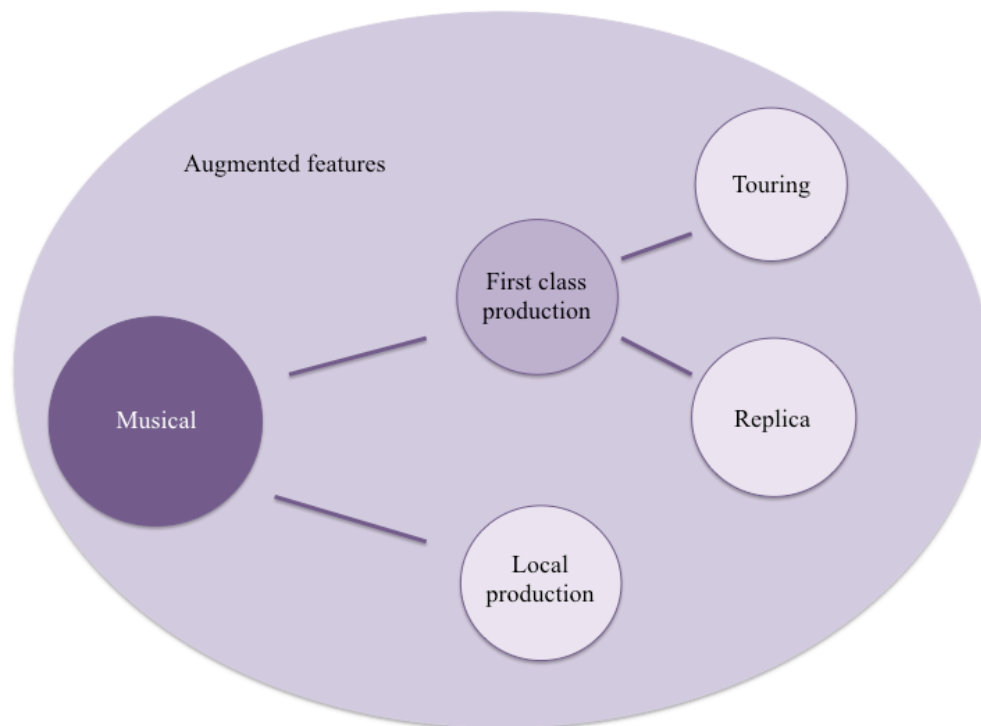 Augmented features
Touring
First class
production
Musical
Replica
Local
production